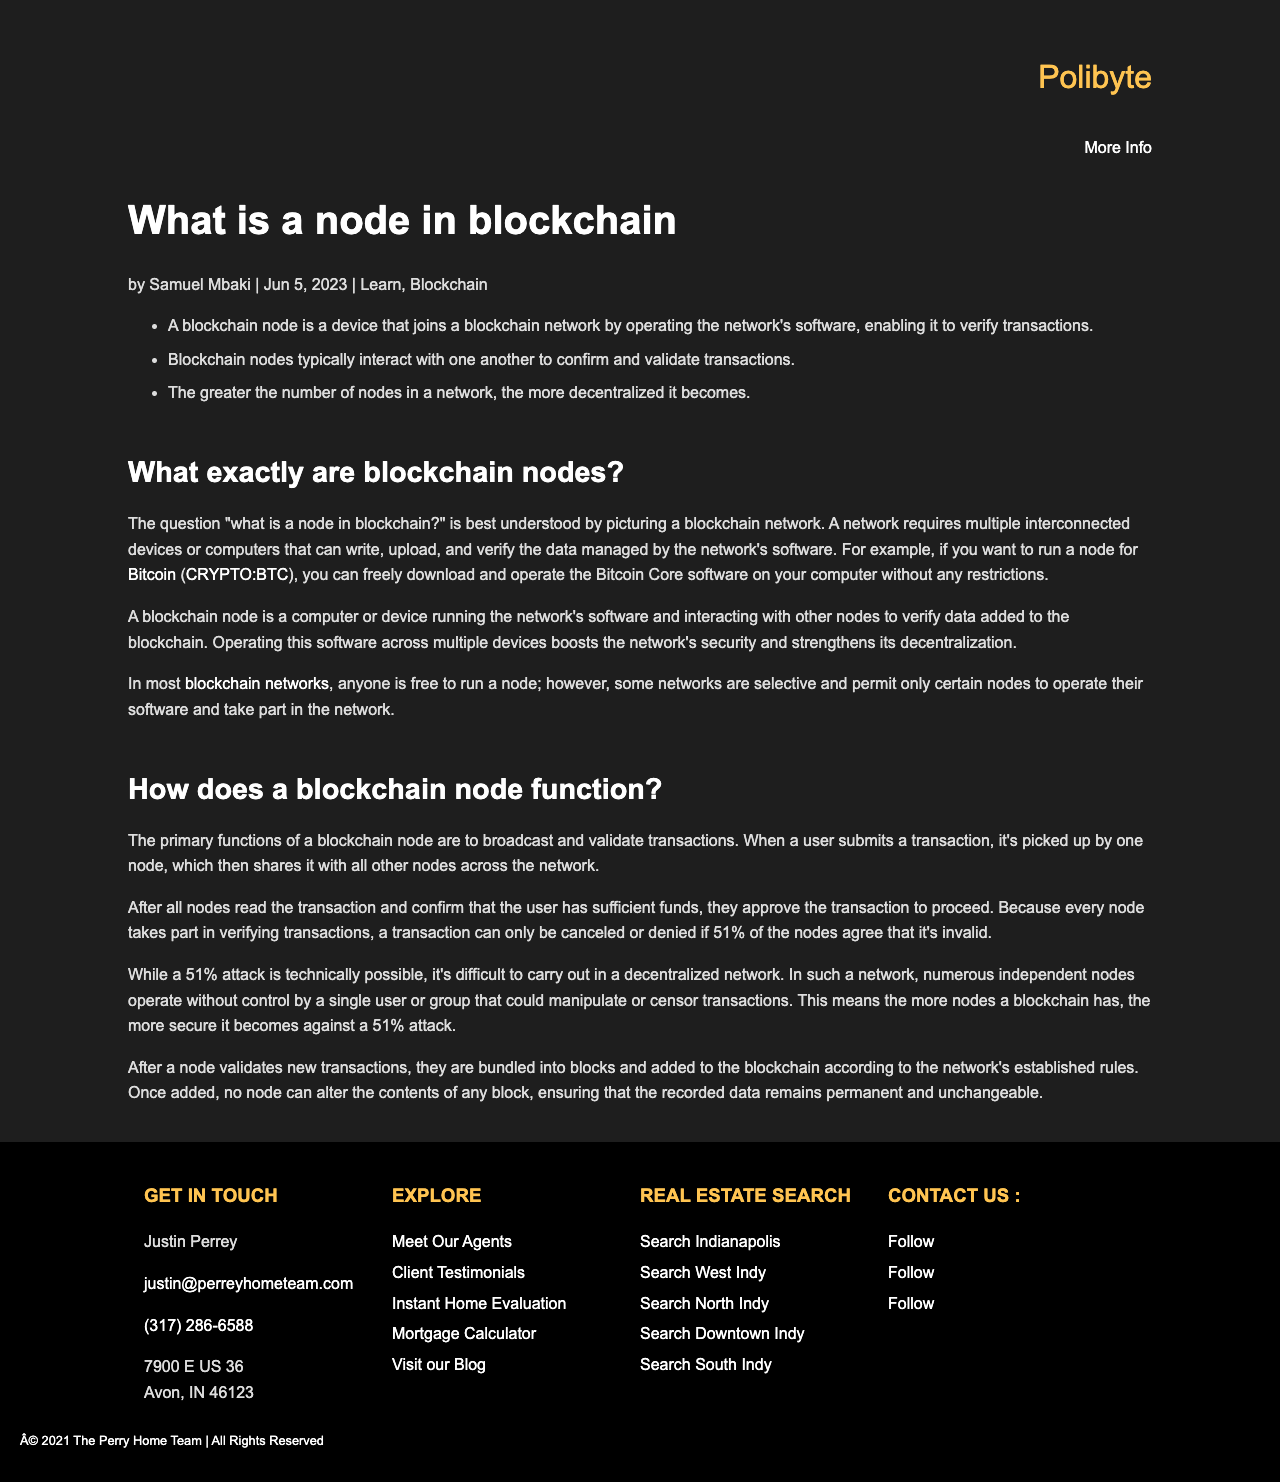 Polibyte
More Info
What is a node in blockchain
by Samuel Mbaki | Jun 5, 2023 | Learn, Blockchain
• A blockchain node is a device that joins a blockchain network by operating the network's software, enabling it to verify transactions.
• Blockchain nodes typically interact with one another to confirm and validate transactions.
• The greater the number of nodes in a network, the more decentralized it becomes.
What exactly are blockchain nodes?
The question "what is a node in blockchain?" is best understood by picturing a blockchain network. A network requires multiple interconnected
devices or computers that can write, upload, and verify the data managed by the network's software. For example, if you want to run a node for
Bitcoin (CRYPTO:BTC), you can freely download and operate the Bitcoin Core software on your computer without any restrictions.
A blockchain node is a computer or device running the network's software and interacting with other nodes to verify data added to the
blockchain. Operating this software across multiple devices boosts the network's security and strengthens its decentralization.
In most blockchain networks, anyone is free to run a node; however, some networks are selective and permit only certain nodes to operate their
software and take part in the network.
How does a blockchain node function?
The primary functions of a blockchain node are to broadcast and validate transactions. When a user submits a transaction, it's picked up by one
node, which then shares it with all other nodes across the network.
After all nodes read the transaction and confirm that the user has sufficient funds, they approve the transaction to proceed. Because every node
takes part in verifying transactions, a transaction can only be canceled or denied if 51% of the nodes agree that it's invalid.
While a 51% attack is technically possible, it's difficult to carry out in a decentralized network. In such a network, numerous independent nodes
operate without control by a single user or group that could manipulate or censor transactions. This means the more nodes a blockchain has, the
more secure it becomes against a 51% attack.
After a node validates new transactions, they are bundled into blocks and added to the blockchain according to the network's established rules.
Once added, no node can alter the contents of any block, ensuring that the recorded data remains permanent and unchangeable.
GET IN TOUCH
Justin Perrey
justin@perreyhometeam.com
(317) 286-6588
7900 E US 36
Avon, IN 46123
EXPLORE
Meet Our Agents
Client Testimonials
Instant Home Evaluation
Mortgage Calculator
Visit our Blog
REAL ESTATE SEARCH
Search Indianapolis
Search West Indy
Search North Indy
Search Downtown Indy
Search South Indy
CONTACT US :
Follow
Follow
Follow
Â© 2021 The Perry Home Team | All Rights Reserved